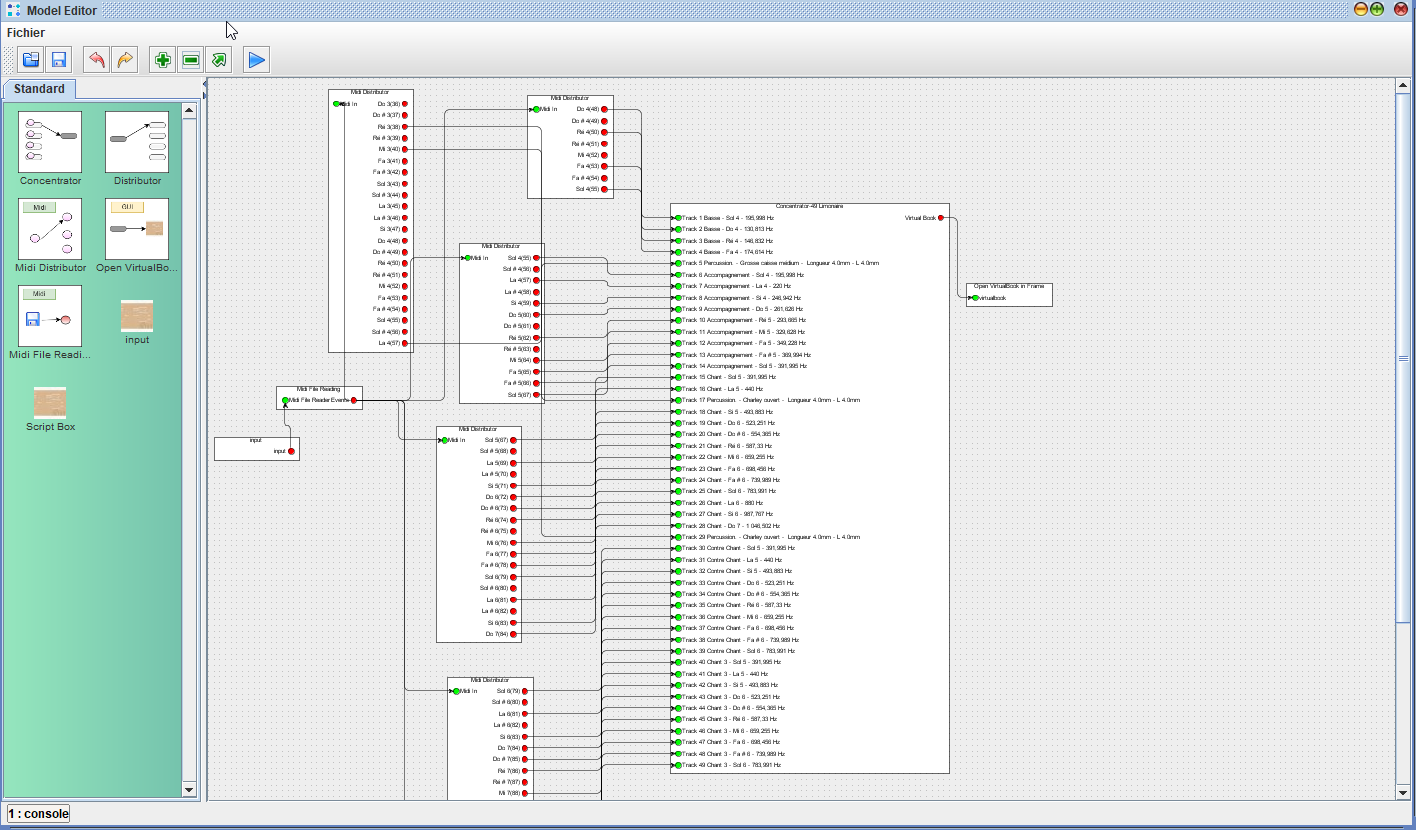 Model Editor
Fichier
Standard
Concentrator
Distributor
Midi
GUI
Midi Distributor
Open VirtualBo...
Midi
Midi File Readi...
input
Script Box
Midi Distributor
Midi In
Do 3(36)
Do # 3(37)
Ré 3(38)
Ré # 3(39)
Mi 3(40)
Fa 3(41)
Fa # 3(42)
Sol 3(43)
Sol # 3(44)
La 3(45)
La # 3(46)
Si 3(47)
Do 4(48)
Do # 4(49)
Ré 4(50)
Ré # 4(51)
Mi 4(52)
Fa 4(53)
Fa # 4(54)
Sol 4(55)
Sol # 4(56)
La 4(57)
Midi Distributor
Midi In
Do 4(48)
Do # 4(49)
Ré 4(50)
Ré # 4(51)
Mi 4(52)
Fa 4(53)
Fa # 4(54)
Sol 4(55)
Midi Distributor
Midi In
Sol 4(55)
Sol # 4(56)
La 4(57)
La # 4(58)
Si 4(59)
Do 5(60)
Do # 5(61)
Ré 5(62)
Ré # 5(63)
Mi 5(64)
Fa 5(65)
Fa # 5(66)
Sol 5(67)
Midi File Reading
Midi File Reader Events
input
input
Midi Distributor
Midi In
Sol 5(67)
Sol # 5(68)
La 5(69)
La # 5(70)
Si 5(71)
Do 6(72)
Do # 6(73)
Ré 6(74)
Ré # 6(75)
Mi 6(76)
Fa 6(77)
Fa # 6(78)
Sol 6(79)
Sol # 6(80)
La 6(81)
La # 6(82)
Si 6(83)
Do 7(84)
Midi Distributor
Midi In
Sol 6(79)
Sol # 6(80)
La 6(81)
La # 6(82)
Si 6(83)
Do 7(84)
Do # 7(85)
Ré 7(86)
Ré # 7(87)
Mi 7(88)
Concentrator-49 Limonaire
Virtual Book
Track 1 Basse - Sol 4 - 195,998 Hz
Track 2 Basse - Do 4 - 130,813 Hz
Track 3 Basse - Ré 4 - 146,832 Hz
Track 4 Basse - Fa 4 - 174,614 Hz
Track 5 Percussion. - Grosse caisse médium - Longueur 4.0mm - L 4.0mm
Track 6 Accompagnement - Sol 4 - 195,998 Hz
Track 7 Accompagnement - La 4 - 220 Hz
Track 8 Accompagnement - Si 4 - 246,942 Hz
Track 9 Accompagnement - Do 5 - 261,626 Hz
Track 10 Accompagnement - Ré 5 - 293,665 Hz
Track 11 Accompagnement - Mi 5 - 329,628 Hz
Track 12 Accompagnement - Fa 5 - 349,228 Hz
Track 13 Accompagnement - Fa # 5 - 369,994 Hz
Track 14 Accompagnement - Sol 5 - 391,995 Hz
Track 15 Chant - Sol 5 - 391,995 Hz
Track 16 Chant - La 5 - 440 Hz
Track 17 Percussion. - Charley ouvert - Longueur 4.0mm - L 4.0mm
Track 18 Chant - Si 5 - 493,883 Hz
Track 19 Chant - Do 6 - 523,251 Hz
Track 20 Chant - Do # 6 - 554,365 Hz
Track 21 Chant - Ré 6 - 587,33 Hz
Track 22 Chant - Mi 6 - 659,255 Hz
Track 23 Chant - Fa 6 - 698,456 Hz
Track 24 Chant - Fa # 6 - 739,989 Hz
Track 25 Chant - Sol 6 - 783,991 Hz
Track 26 Chant - La 6 - 880 Hz
Track 27 Chant - Si 6 - 987,767 Hz
Track 28 Chant - Do 7 - 1 046,502 Hz
Track 29 Percussion. - Charley ouvert - Longueur 4.0mm - L 4.0mm
Track 30 Contre Chant - Sol 5 - 391,995 Hz
Track 31 Contre Chant - La 5 - 440 Hz
Track 32 Contre Chant - Si 5 - 493,883 Hz
Track 33 Contre Chant - Do 6 - 523,251 Hz
Track 34 Contre Chant - Do # 6 - 554,365 Hz
Track 35 Contre Chant - Ré 6 - 587,33 Hz
Track 36 Contre Chant - Mi 6 - 659,255 Hz
Track 37 Contre Chant - Fa 6 - 698,456 Hz
Track 38 Contre Chant - Fa # 6 - 739,989 Hz
Track 39 Contre Chant - Sol 6 - 783,991 Hz
Track 40 Chant 3 - Sol 5 - 391,995 Hz
Track 41 Chant 3 - La 5 - 440 Hz
Track 42 Chant 3 - Si 5 - 493,883 Hz
Track 43 Chant 3 - Do 6 - 523,251 Hz
Track 44 Chant 3 - Do # 6 - 554,365 Hz
Track 45 Chant 3 - Ré 6 - 587,33 Hz
Track 46 Chant 3 - Mi 6 - 659,255 Hz
Track 47 Chant 3 - Fa 6 - 698,456 Hz
Track 48 Chant 3 - Fa # 6 - 739,989 Hz
Track 49 Chant 3 - Sol 6 - 783,991 Hz
Open VirtualBook in Frame
virtualbook
1 : console